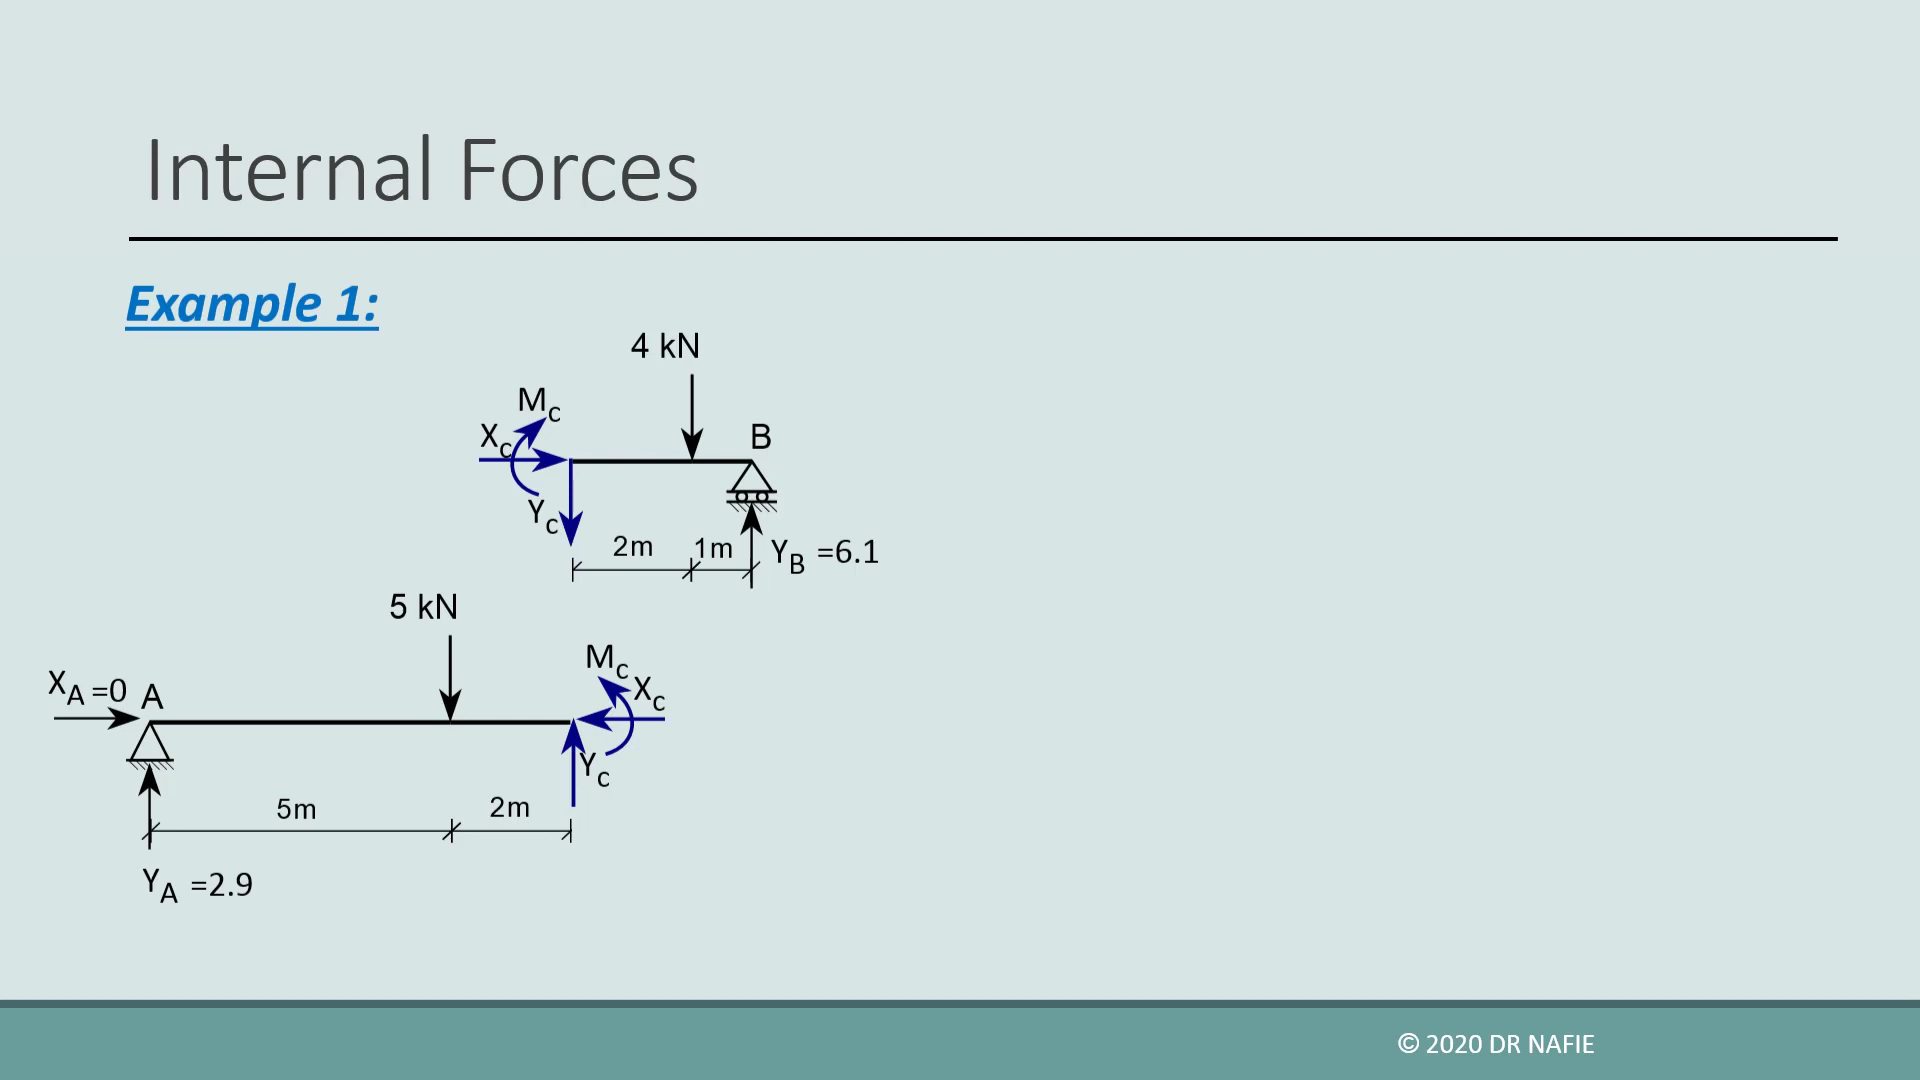 Internal Forces
Example 1:
4 kN
Mc
Xc
B
Yc
2m
1m
YB =6.1
5 kN
Mc
XA =0
A
Xc
Yc
5m
2m
YA =2.9
© 2020 DR NAFIE